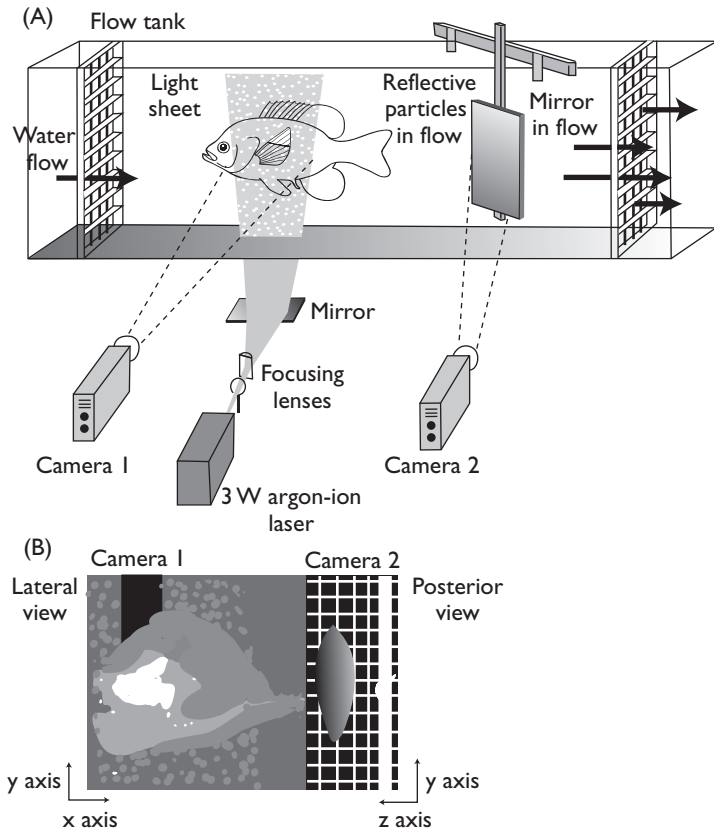 (A)
Flow tank
Light
sheet
Reflective
particles
in flow
Mirror
in flow
Water
flow
Mirror
Focusing
lenses
Camera 1
Camera 2
3 W argon-ion
laser
(B)
Camera 1
Camera 2
Lateral
view
Posterior
view
y axis
x axis
y axis
z axis